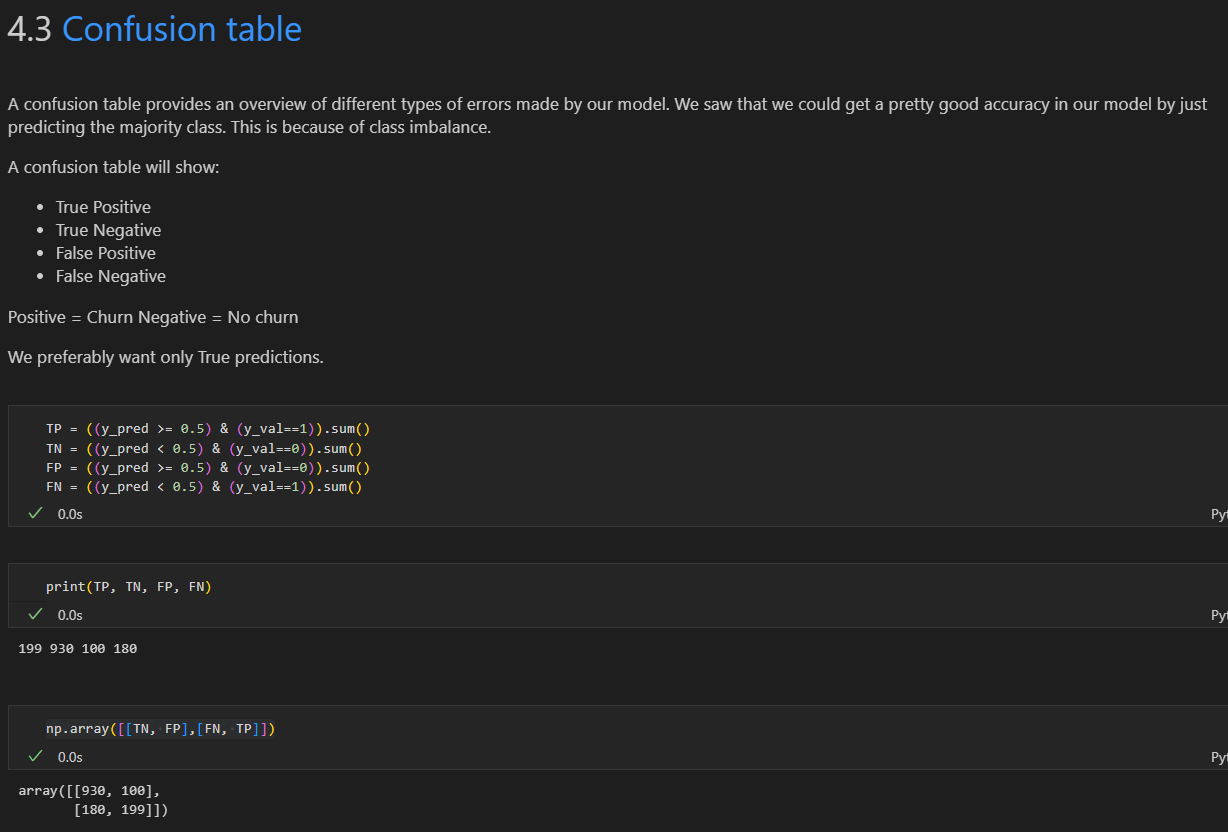 4.3 Confusion table
A confusion table provides an overview of different types of errors made by our model. We saw that we could get a pretty good accuracy in our model by just
predicting the majority class. This is because of class imbalance.
A confusion table will show:
• True Positive
• True Negative
• False Positive
• False Negative
Positive = Churn Negative = No churn
We preferably want only True predictions.
TP = ((y_pred >= 0.5) & (y_val==1)).sum()
TN = ((y_pred < 0.5) & (y_val==0)).sum()
FP = ((y_pred >= 0.5) & (y_val==0)).sum()
FN = ((y_pred < 0.5) & (y_val==1)).sum()
✓ 0.0s Pyt
print(TP, TN, FP, FN)
✓ 0.0s Pyt
199 930 100 180
np.array([[TN, FP],[FN, TP]])
✓ 0.0s Pyt
array([[930, 100],
       [180, 199]])